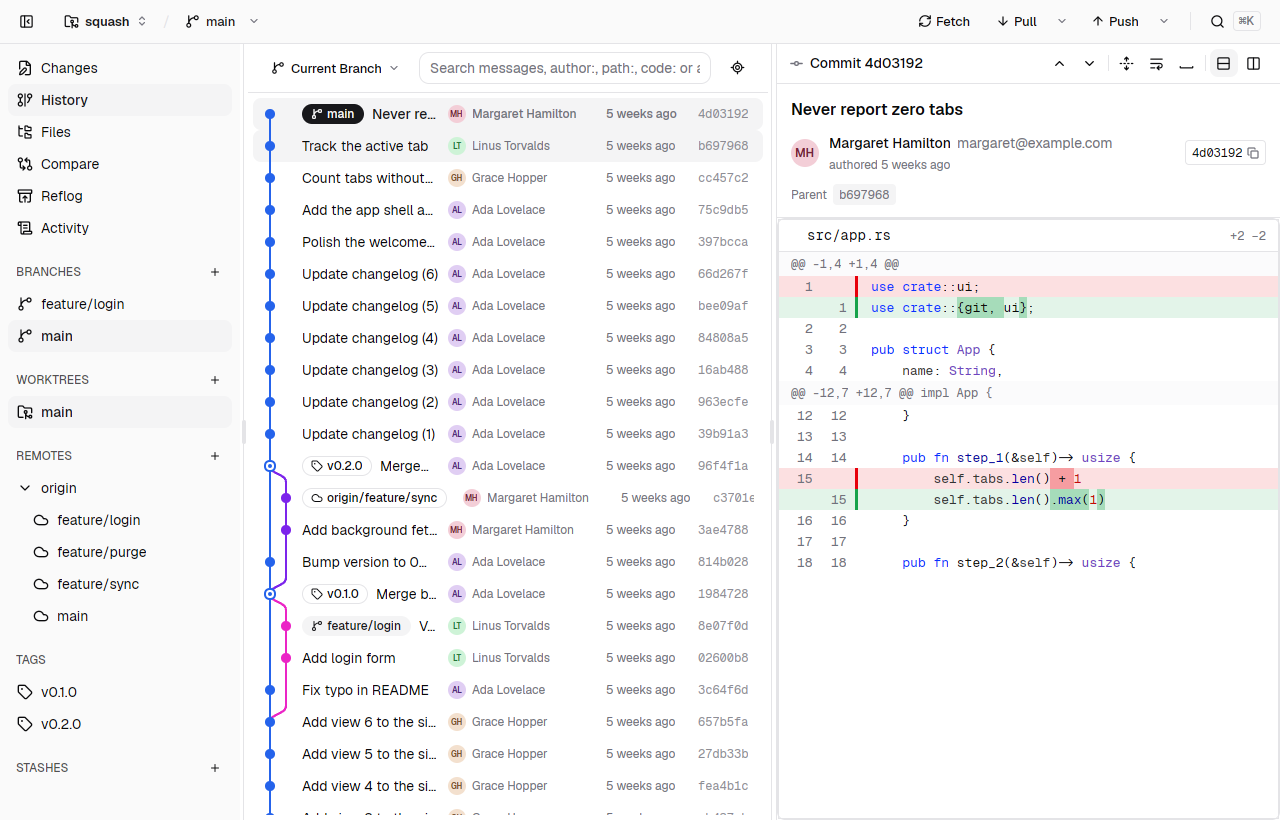 squash
main
Fetch
Pull
Push
⌘K
Changes
History
Files
Compare
Reflog
Activity
BRANCHES
feature/login
main
WORKTREES
main
REMOTES
origin
feature/login
feature/purge
feature/sync
main
TAGS
v0.1.0
v0.2.0
STASHES
Current Branch
Search messages, author:, path:, code: or a
main Never re... MH Margaret Hamilton 5 weeks ago 4d03192
Track the active tab LT Linus Torvalds 5 weeks ago b697968
Count tabs without... GH Grace Hopper 5 weeks ago cc457c2
Add the app shell a... AL Ada Lovelace 5 weeks ago 75c9db5
Polish the welcome... AL Ada Lovelace 5 weeks ago 397bcca
Update changelog (6) AL Ada Lovelace 5 weeks ago 66d267f
Update changelog (5) AL Ada Lovelace 5 weeks ago bee09af
Update changelog (4) AL Ada Lovelace 5 weeks ago 84808a5
Update changelog (3) AL Ada Lovelace 5 weeks ago 16ab488
Update changelog (2) AL Ada Lovelace 5 weeks ago 963ecfe
Update changelog (1) AL Ada Lovelace 5 weeks ago 39b91a3
v0.2.0 Merge... AL Ada Lovelace 5 weeks ago 96f4f1a
origin/feature/sync MH Margaret Hamilton 5 weeks ago c3701e
Add background fet... MH Margaret Hamilton 5 weeks ago 3ae4788
Bump version to 0... AL Ada Lovelace 5 weeks ago 814b028
v0.1.0 Merge b... AL Ada Lovelace 5 weeks ago 1984728
feature/login V... LT Linus Torvalds 5 weeks ago 8e07f0d
Add login form LT Linus Torvalds 5 weeks ago 02600b8
Fix typo in README AL Ada Lovelace 5 weeks ago 3c64f6d
Add view 6 to the si... GH Grace Hopper 5 weeks ago 657b5fa
Add view 5 to the si... GH Grace Hopper 5 weeks ago 27db33b
Add view 4 to the si... GH Grace Hopper 5 weeks ago fea4b1c
Commit 4d03192
Never report zero tabs
MH Margaret Hamilton margaret@example.com
authored 5 weeks ago
4d03192
Parent b697968
src/app.rs +2 −2
@@ -1,4 +1,4 @@
1 use crate::ui;
1 use crate::{git, ui};
2 2
3 3 pub struct App {
4 4 name: String,
@@ -12,7 +12,7 @@ impl App {
12 12 }
13 13
14 14 pub fn step_1(&self)-> usize {
15 self.tabs.len() + 1
15 self.tabs.len().max(1)
16 16 }
17 17
18 18 pub fn step_2(&self)-> usize {